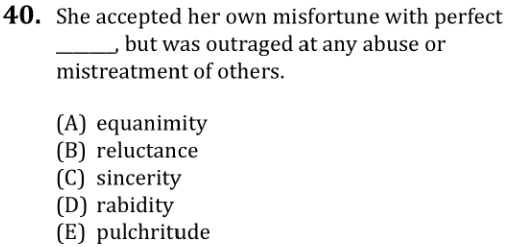 40. She accepted her own misfortune with perfect
_______, but was outraged at any abuse or
mistreatment of others.
(A) equanimity
(B) reluctance
(C) sincerity
(D) rabidity
(E) pulchritude